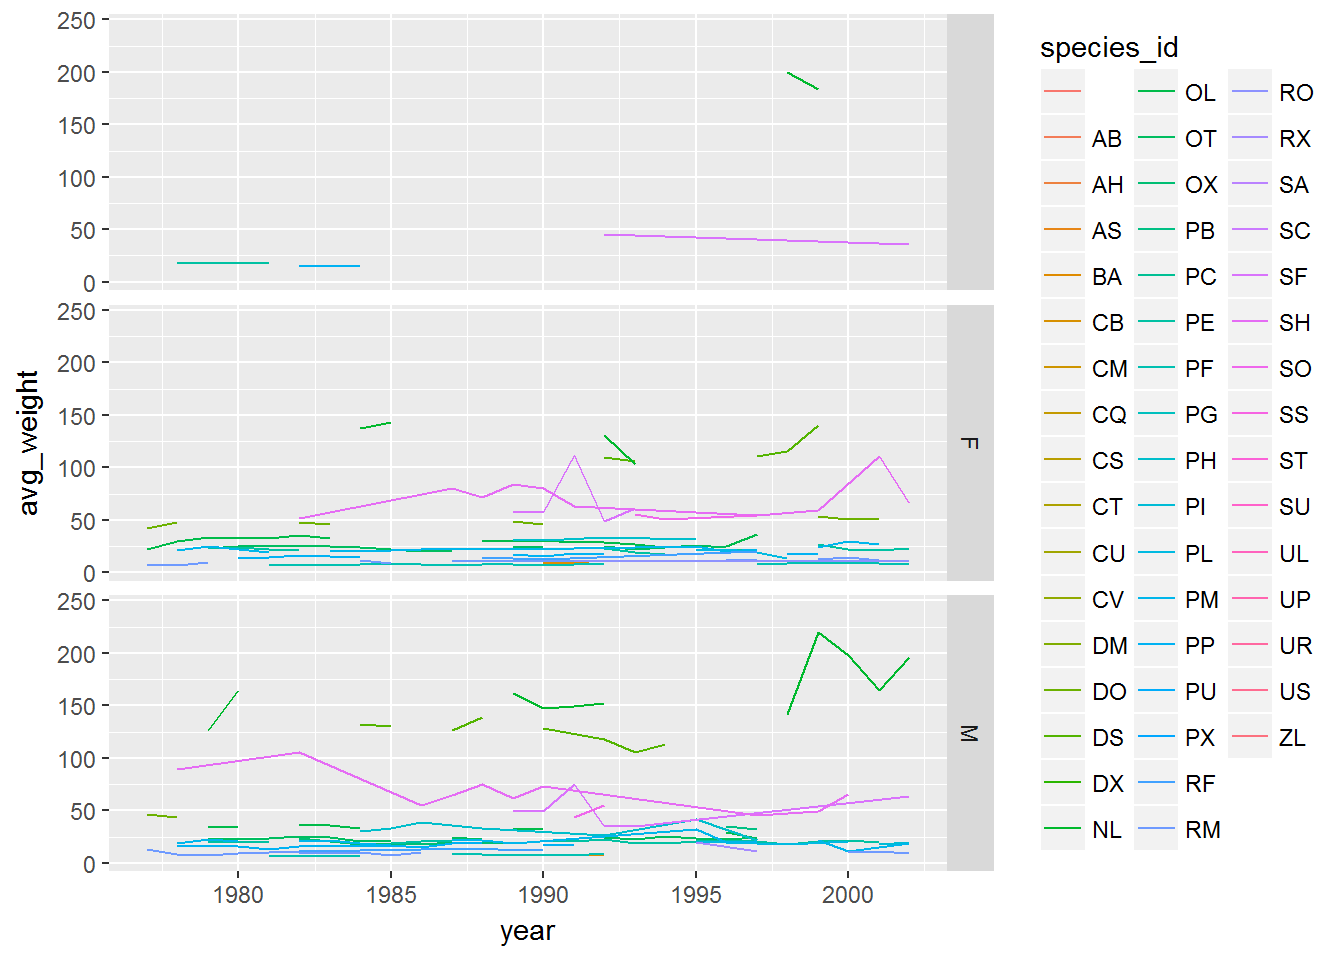 avg_weight
250
200
150
100
50
0
250
200
150
100
50
0
F
250
200
150
100
50
0
M
1980 1985 1990 1995 2000
year
species_id
AB
AH
AS
BA
CB
CM
CQ
CS
CT
CU
CV
DM
DO
DS
DX
NL
OL
OT
OX
PB
PC
PE
PF
PG
PH
PI
PL
PM
PP
PU
PX
RF
RM
RO
RX
SA
SC
SF
SH
SO
SS
ST
SU
UL
UP
UR
US
ZL